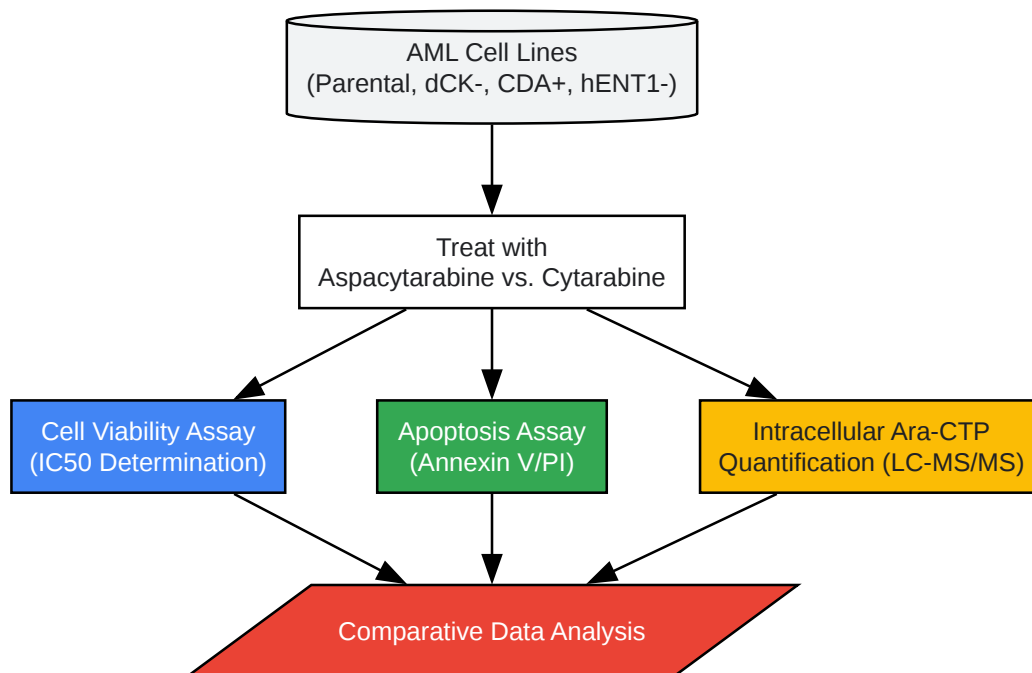 AML Cell Lines
(Parental, dCK-, CDA+, hENT1-)
Treat with
Aspacytarabine vs. Cytarabine
Cell Viability Assay
(IC50 Determination)
Apoptosis Assay
(Annexin V/PI)
Intracellular Ara-CTP
Quantification (LC-MS/MS)
Comparative Data Analysis